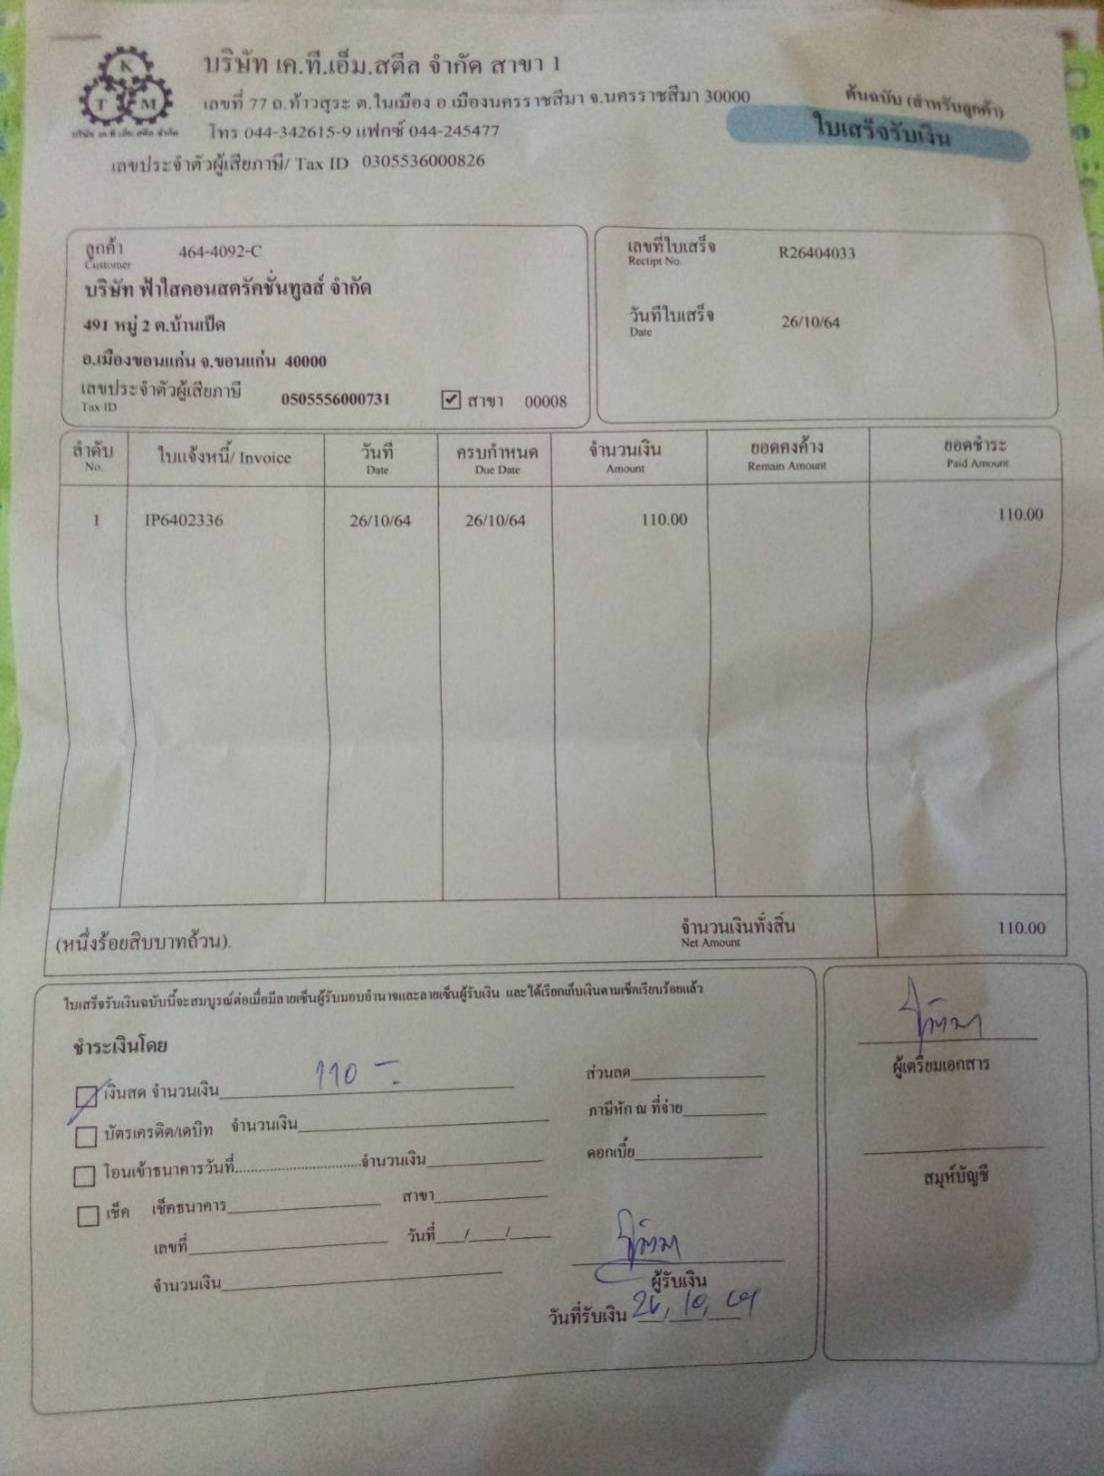 K
T M
บริษัท เค.ที.เอ็ม.สตีล จำกัด
บริษัท เค.ที.เอ็ม.สตีล จำกัด สาขา 1
เลขที่ 77 ถ.ท้าวสุระ ต.ในเมือง อ.เมืองนครราชสีมา จ.นครราชสีมา 30000
โทร 044-342615-9 แฟกซ์ 044-245477
เลขประจำตัวผู้เสียภาษี/ Tax ID 0305536000826
ต้นฉบับ (สำหรับลูกค้า)
ใบเสร็จรับเงิน
ลูกค้า 464-4092-C
Customer
บริษัท ฟ้าใสคอนสตรัคชั่นทูลส์ จำกัด
491 หมู่ 2 ต.บ้านเป็ด
อ.เมืองขอนแก่น จ.ขอนแก่น 40000
เลขประจำตัวผู้เสียภาษี 0505556000731 สาขา 00008
Tax ID
เลขที่ใบเสร็จ R26404033
Rectipt No.
วันที่ใบเสร็จ 26/10/64
Date
ลำดับ ใบแจ้งหนี้/ Invoice วันที่ ครบกำหนด จำนวนเงิน ยอดคงค้าง ยอดชำระ
No. Date Due Date Amount Remain Amount Paid Amount
1 IP6402336 26/10/64 26/10/64 110.00 110.00
(หนึ่งร้อยสิบบาทถ้วน). จำนวนเงินทั้งสิ้น 110.00
Net Amount
ใบเสร็จรับเงินฉบับนี้จะสมบูรณ์ต่อเมื่อมีลายเซ็นผู้รับมอบอำนาจและลายเซ็นผู้รับเงิน และได้เรียกเก็บเงินตามเช็คเรียบร้อยแล้ว
ชำระเงินโดย
เงินสด จำนวนเงิน 110 -
บัตรเครดิต/เดบิท จำนวนเงิน
โอนเข้าธนาคารวันที่ จำนวนเงิน
เช็ค เช็คธนาคาร สาขา
เลขที่ วันที่ / /
จำนวนเงิน
ส่วนลด
ภาษีหัก ณ ที่จ่าย
ดอกเบี้ย
ผู้รับเงิน
วันที่รับเงิน 26, 10, 64
ผู้เตรียมเอกสาร
สมุห์บัญชี